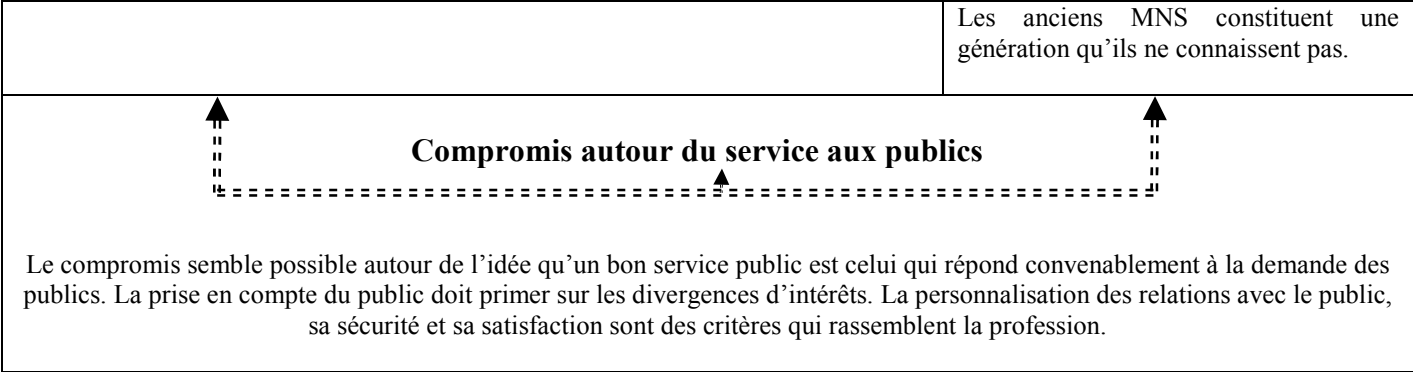 Les anciens MNS constituent une
génération qu’ils ne connaissent pas.
Compromis autour du service aux publics
Le compromis semble possible autour de l’idée qu’un bon service public est celui qui répond convenablement à la demande des
publics. La prise en compte du public doit primer sur les divergences d’intérêts. La personnalisation des relations avec le public,
sa sécurité et sa satisfaction sont des critères qui rassemblent la profession.